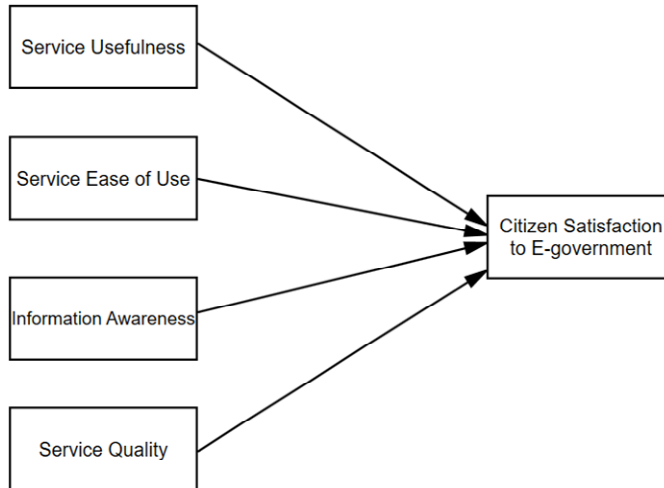 Service Usefulness
Service Ease of Use
Citizen Satisfaction
to E-government
Information Awareness
Service Quality